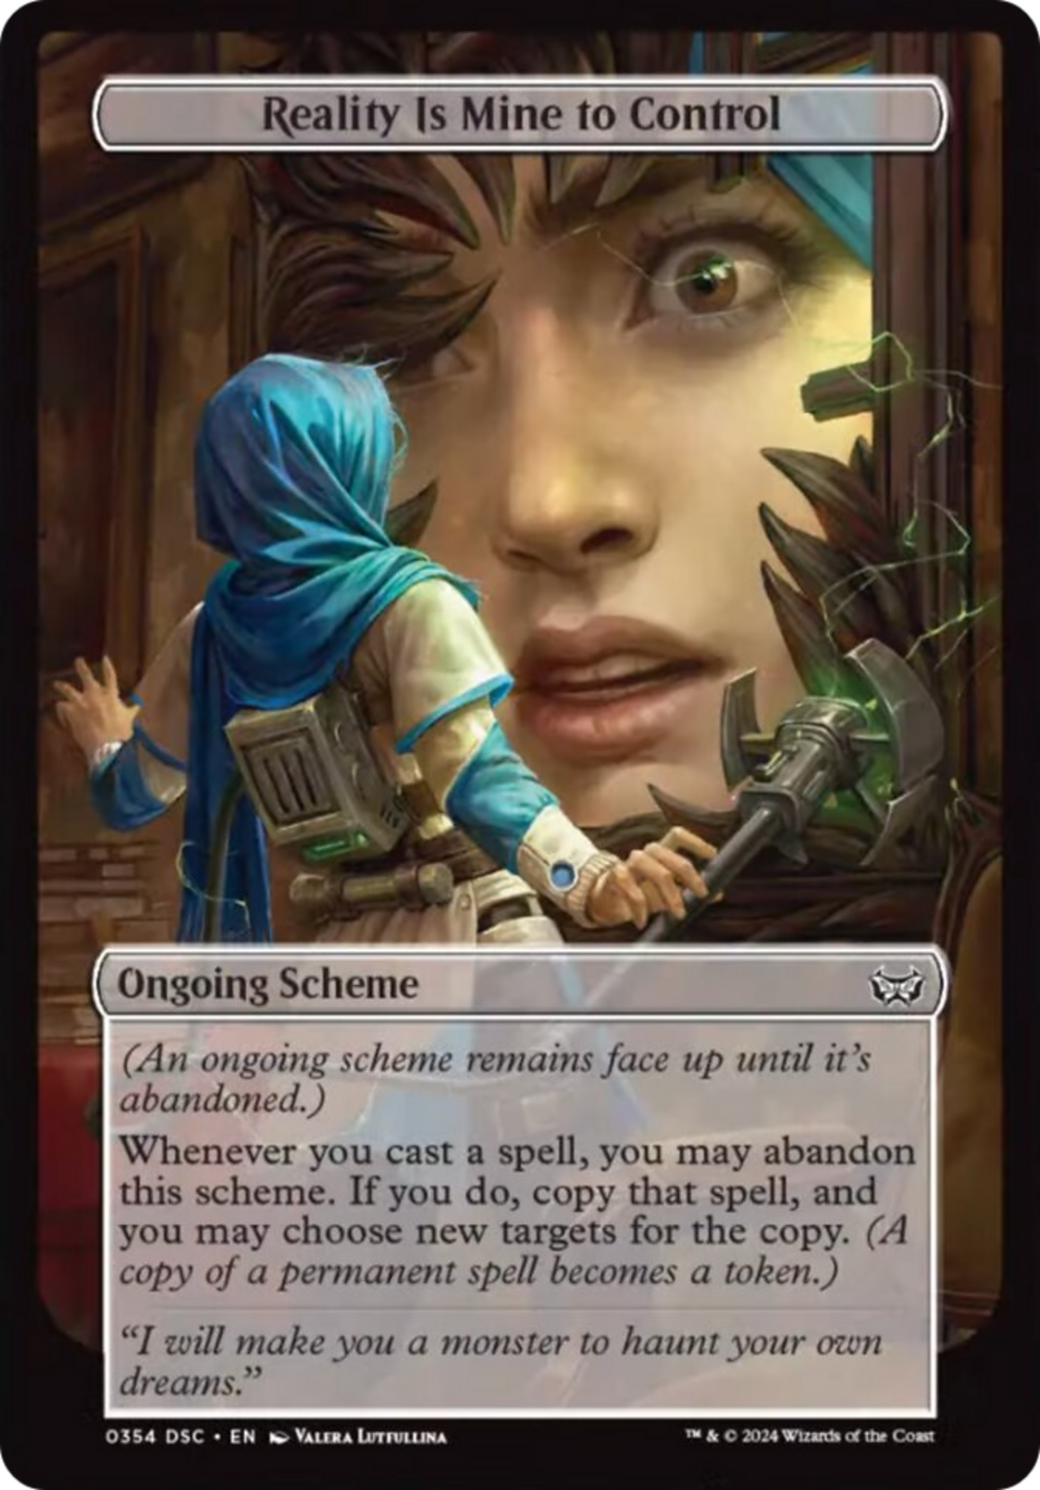 Reality Is Mine to Control
Ongoing Scheme
(An ongoing scheme remains face up until it's
abandoned.)
Whenever you cast a spell, you may abandon
this scheme. If you do, copy that spell, and
you may choose new targets for the copy. (A
copy of a permanent spell becomes a token.)
“I will make you a monster to haunt your own
dreams.”
0354 DSC • EN Valera Lutfullina
™ & © 2024 Wizards of the Coast